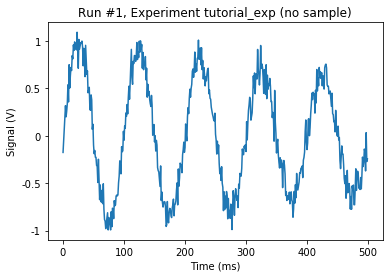 Run #1, Experiment tutorial_exp (no sample)
1
0.5
0
-0.5
-1
Signal (V)
0 100 200 300 400 500
Time (ms)